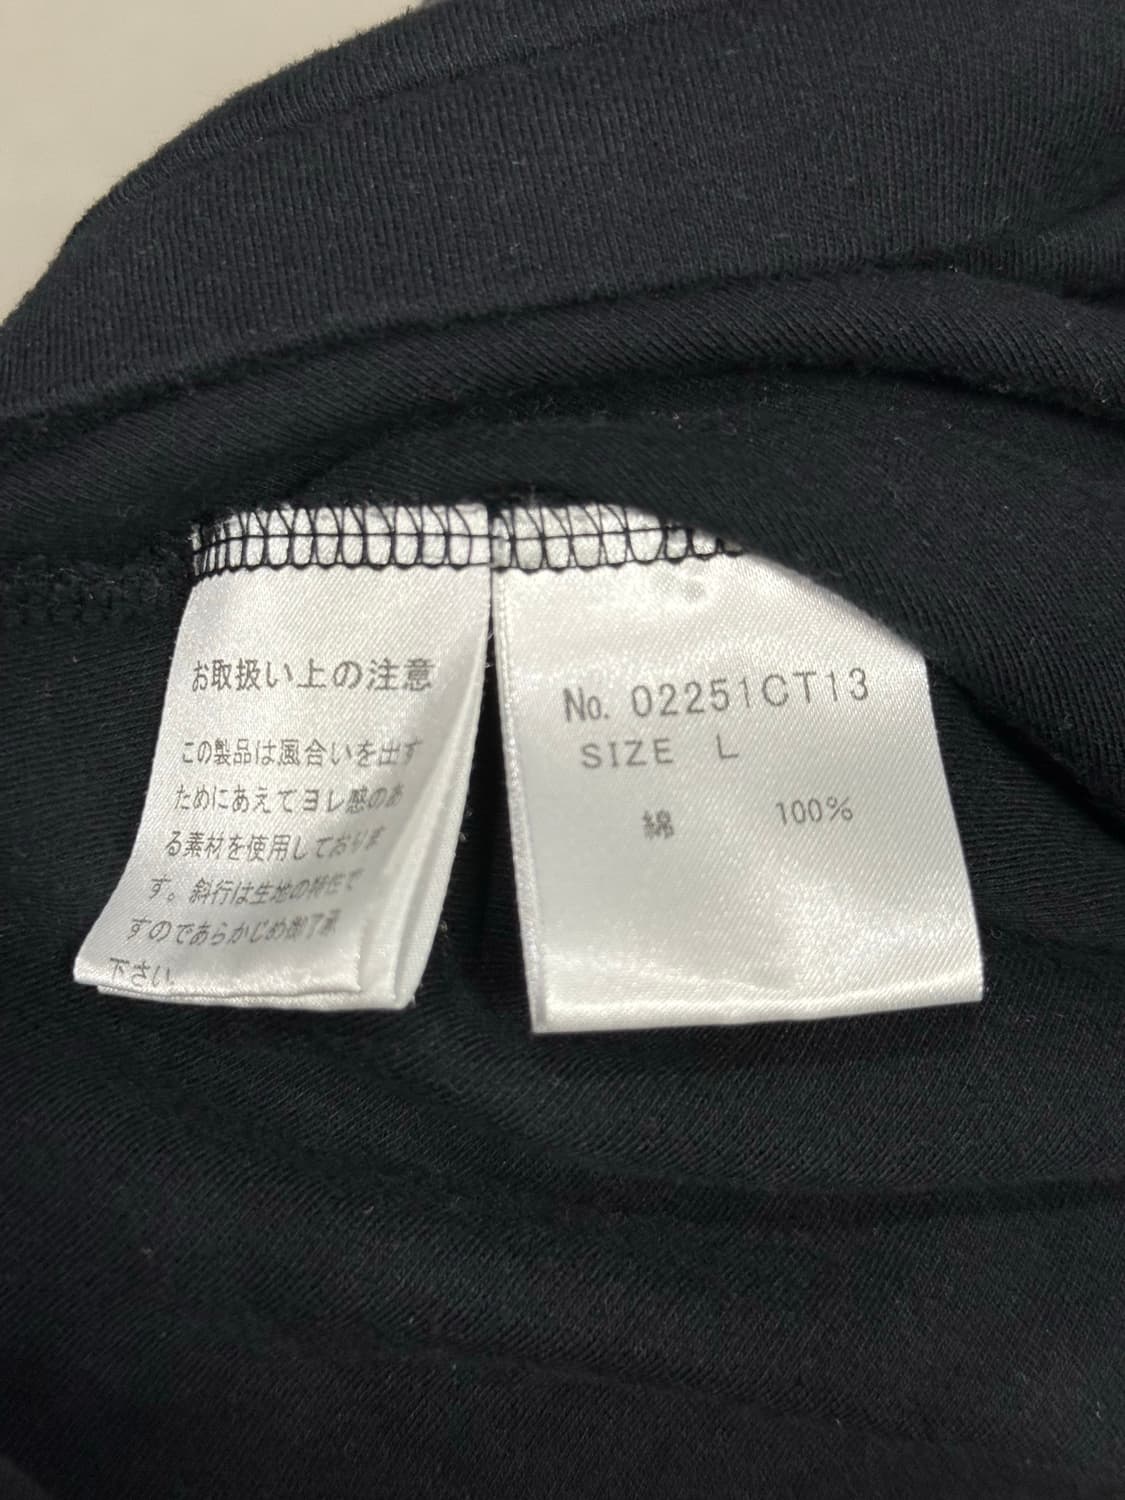 お取扱い上の注意
この製品は風合いを出す
ためにあえてヨレ感のあ
る素材を使用しておりま
す。斜行は生地の特性で
すのであらかじめ御了承
下さい
No. 02251CT13
SIZE L
綿 100%